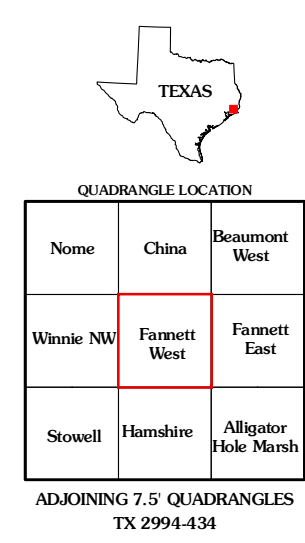 TEXAS
QUADRANGLE LOCATION
Nome
China
Beaumont
West
Winnie NW
Fannett
West
Fannett
East
Stowell
Hamshire
Alligator
Hole Marsh
ADJOINING 7.5' QUADRANGLES
TX 2994-434